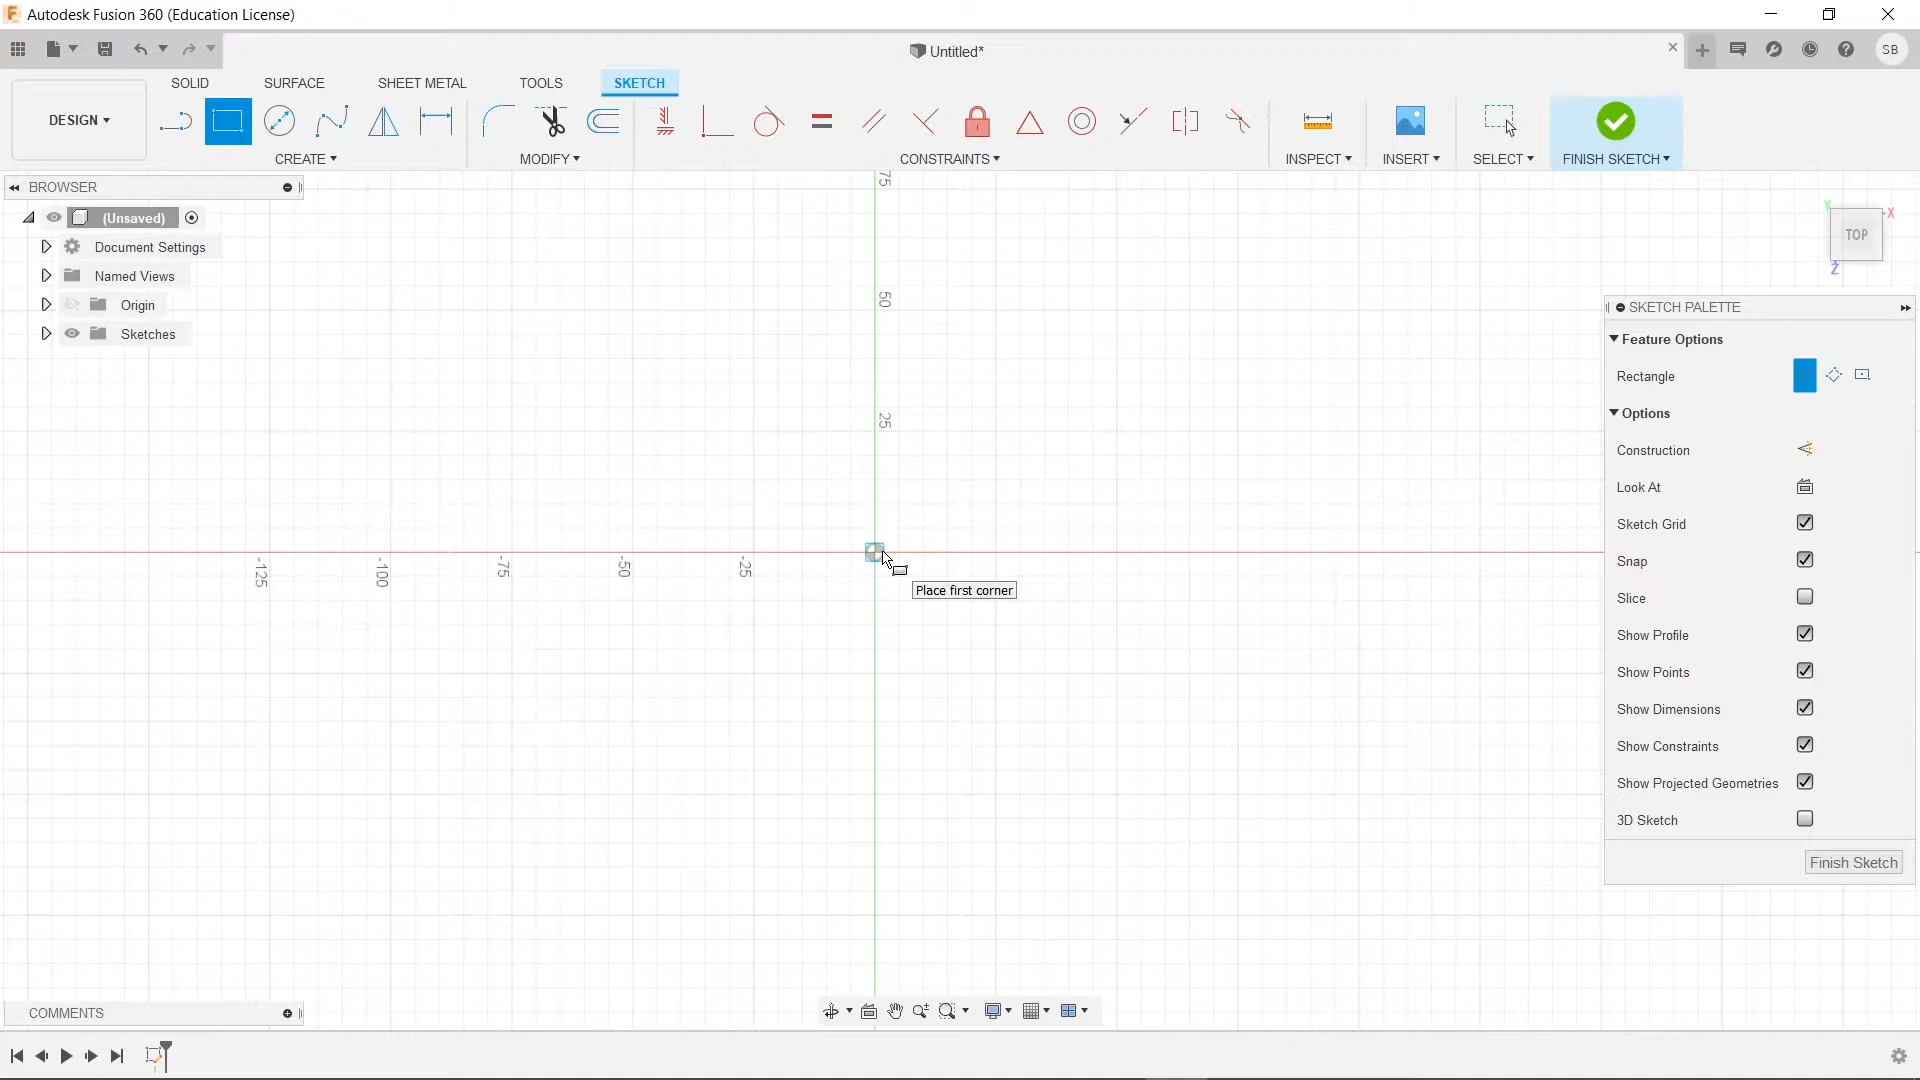 Autodesk Fusion 360 (Education License)
Untitled*
SB
SOLID
SURFACE
SHEET METAL
TOOLS
SKETCH
DESIGN
CREATE
MODIFY
CONSTRAINTS
INSPECT
INSERT
SELECT
FINISH SKETCH
BROWSER
(Unsaved)
Document Settings
Named Views
Origin
Sketches
75
50
25
-125
-100
-75
-50
-25
Place first corner
Y
X
TOP
Z
SKETCH PALETTE
Feature Options
Rectangle
Options
Construction
Look At
Sketch Grid
Snap
Slice
Show Profile
Show Points
Show Dimensions
Show Constraints
Show Projected Geometries
3D Sketch
Finish Sketch
COMMENTS